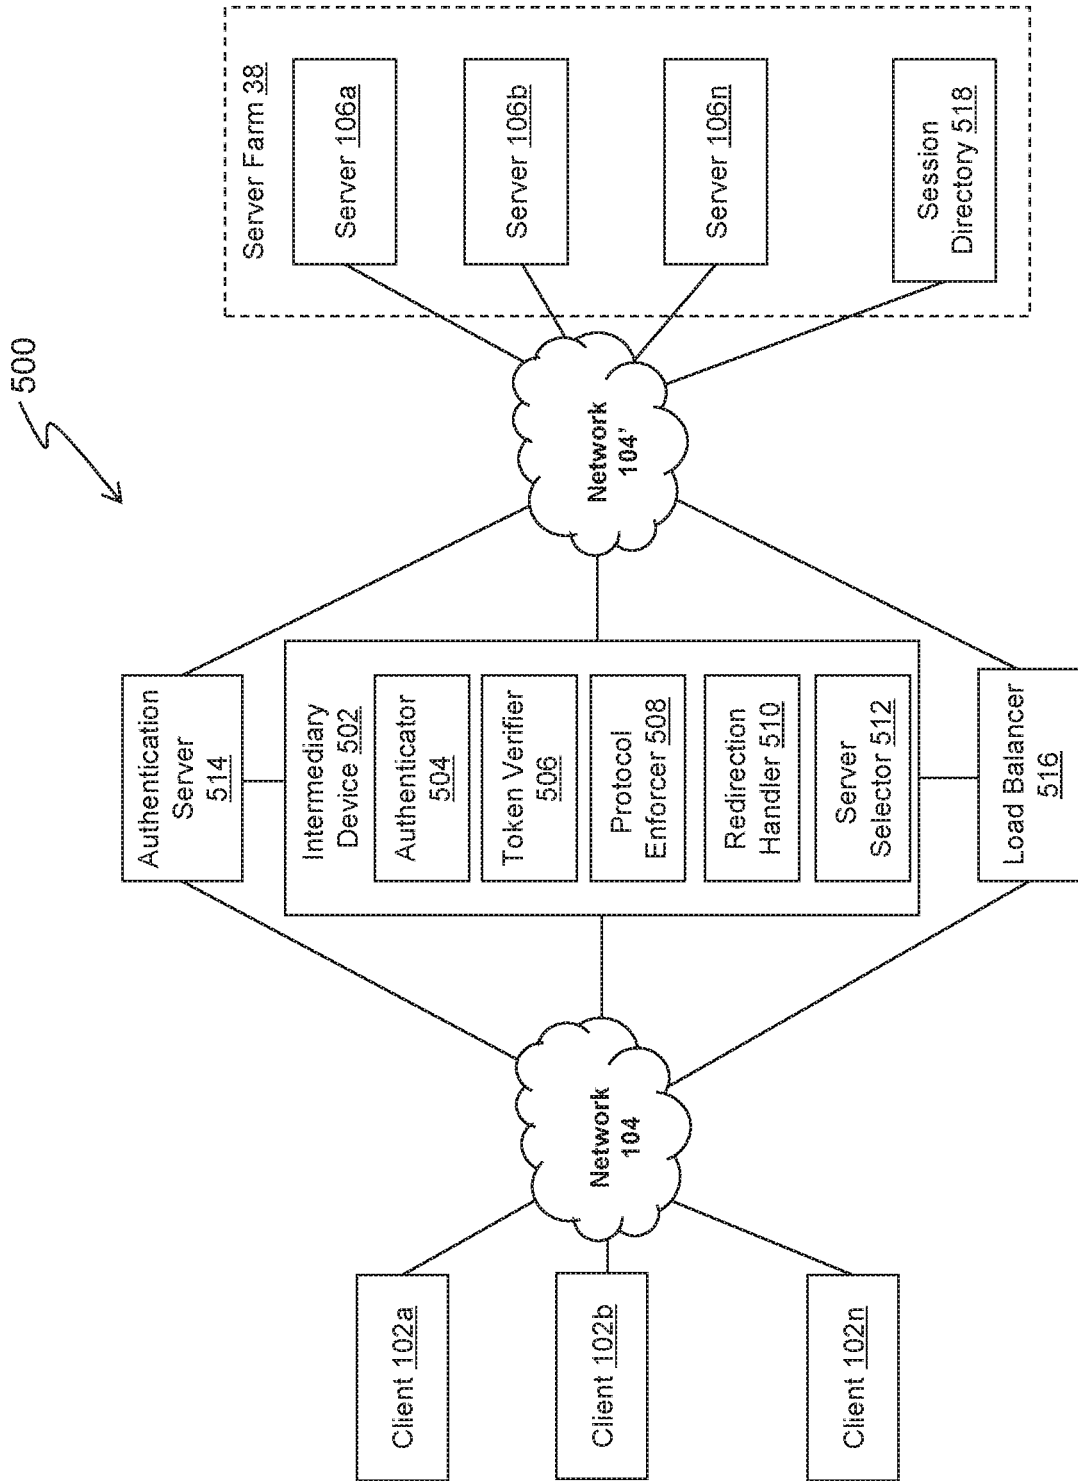 500
Client 102a
Client 102b
Client 102n
Network
104
Authentication
Server
514
Intermediary
Device 502
Authenticator
504
Token Verifier
506
Protocol
Enforcer 508
Redirection
Handler 510
Server
Selector 512
Load Balancer
516
Network
104'
Server Farm 38
Server 106a
Server 106b
Server 106n
Session
Directory 518